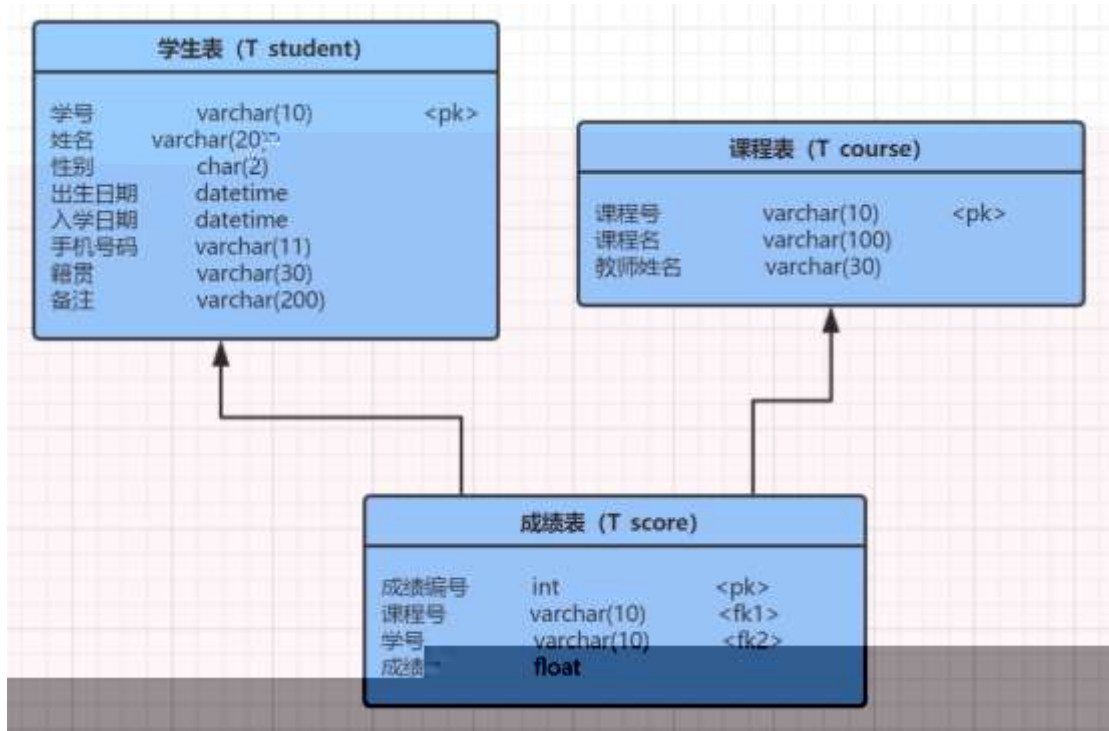 学生表 (T student)
学号 varchar(10) <pk>
姓名 varchar(20)
性别 char(2)
出生日期 datetime
入学日期 datetime
手机号码 varchar(11)
籍贯 varchar(30)
备注 varchar(200)
课程表 (T course)
课程号 varchar(10) <pk>
课程名 varchar(100)
教师姓名 varchar(30)
成绩表 (T score)
成绩编号 int <pk>
课程号 varchar(10) <fk1>
学号 varchar(10) <fk2>
成绩 float